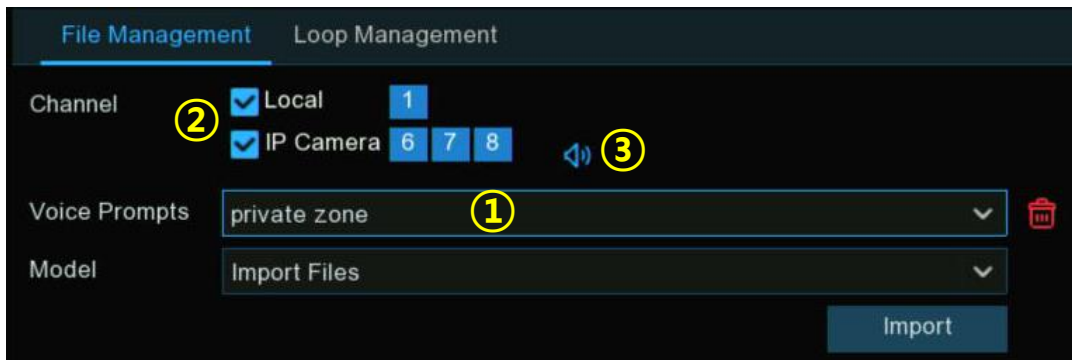 File Management Loop Management
Channel ② Local 1
IP Camera 6 7 8 ③
Voice Prompts private zone ①
Model Import Files
Import